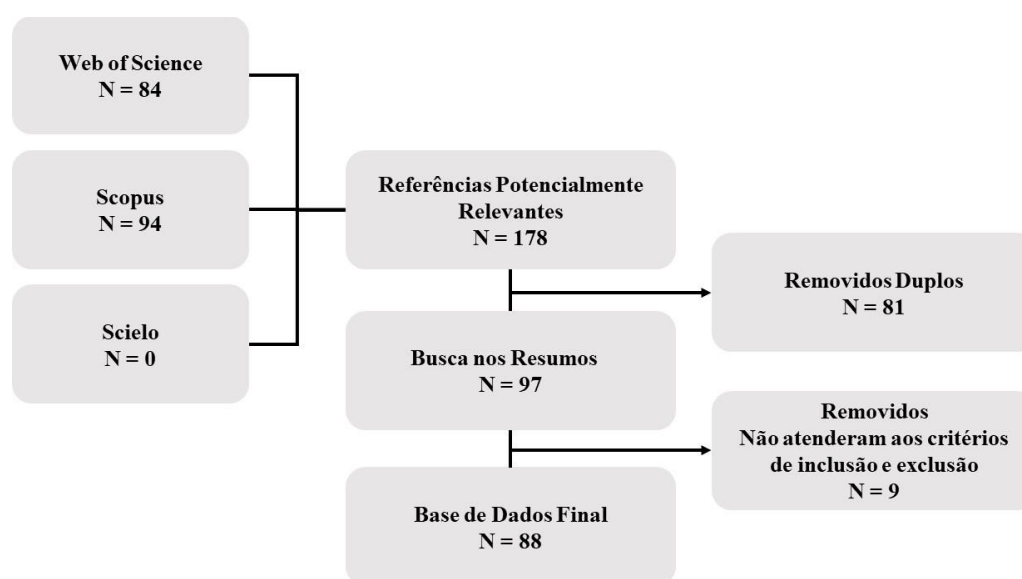 Web of Science
N = 84
Scopus
N = 94
Scielo
N = 0
Referências Potencialmente
Relevantes
N = 178
Removidos Duplos
N = 81
Busca nos Resumos
N = 97
Removidos
Não atenderam aos critérios
de inclusão e exclusão
N = 9
Base de Dados Final
N = 88